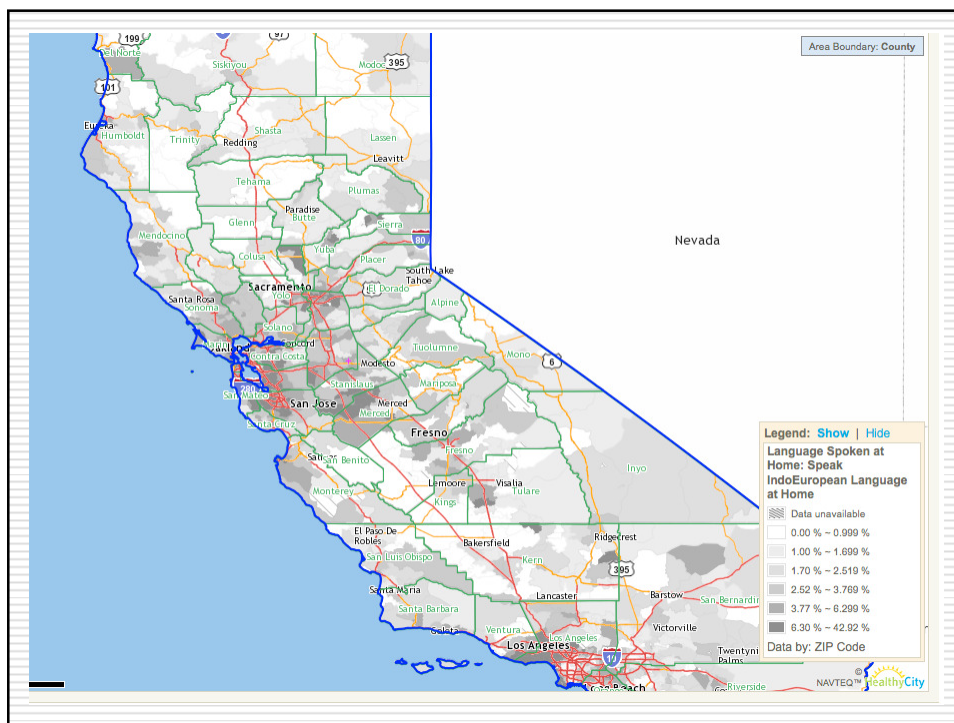 199
97
Area Boundary: County
Del Norte
Siskiyou
Modoc
395
101
Eureka
Humboldt
Trinity
Shasta
Redding
Lassen
Leavitt
Tehama
Plumas
Paradise
Butte
Glenn
Sierra
Mendocino
Yuba
80
Colusa
Placer
Nevada
South Lake
Tahoe
Sacramento
El Dorado
Yolo
Santa Rosa
Sonoma
Alpine
Solano
Concord
Contra Costa
Tuolumne
Mono
6
Modesto
Stanislaus
Mariposa
280
San Mateo
San Jose
Merced
Merced
Santa Cruz
Fresno
Fresno
Salinas
San Benito
Inyo
Monterey
Lemoore
Visalia
Tulare
Kings
El Paso De
Robles
Ridgecrest
Bakersfield
San Luis Obispo
Kern
395
Santa Maria
Lancaster
Barstow
San Bernardin
Santa Barbara
Goleta
Ventura
Victorville
Los Angeles
Los Angeles
10
Twentynin
Palms
Riverside
Legend: Show | Hide
Language Spoken at
Home: Speak
IndoEuropean Language
at Home
Data unavailable
0.00 % ~ 0.999 %
1.00 % ~ 1.699 %
1.70 % ~ 2.519 %
2.52 % ~ 3.769 %
3.77 % ~ 6.299 %
6.30 % ~ 42.92 %
Data by: ZIP Code
©
NAVTEQ™
HealthyCity